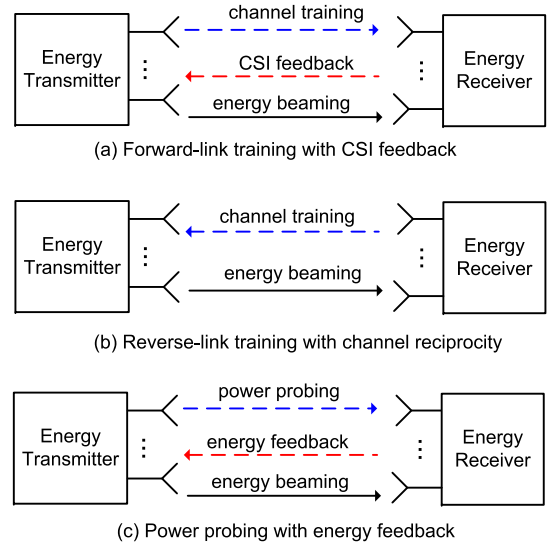 channel training
Energy
Transmitter
CSI feedback
Energy
Receiver
energy beaming
(a) Forward-link training with CSI feedback
channel training
Energy
Transmitter
Energy
Receiver
energy beaming
(b) Reverse-link training with channel reciprocity
power probing
Energy
Transmitter
energy feedback
Energy
Receiver
energy beaming
(c) Power probing with energy feedback